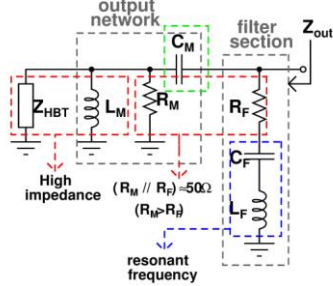 output
network
filter
section
C_M
Z_out
Z_HBT
L_M
R_M
R_F
C_F
L_F
High
impedance
(R_M // R_F) ≈50Ω
(R_M>R_F)
resonant
frequency